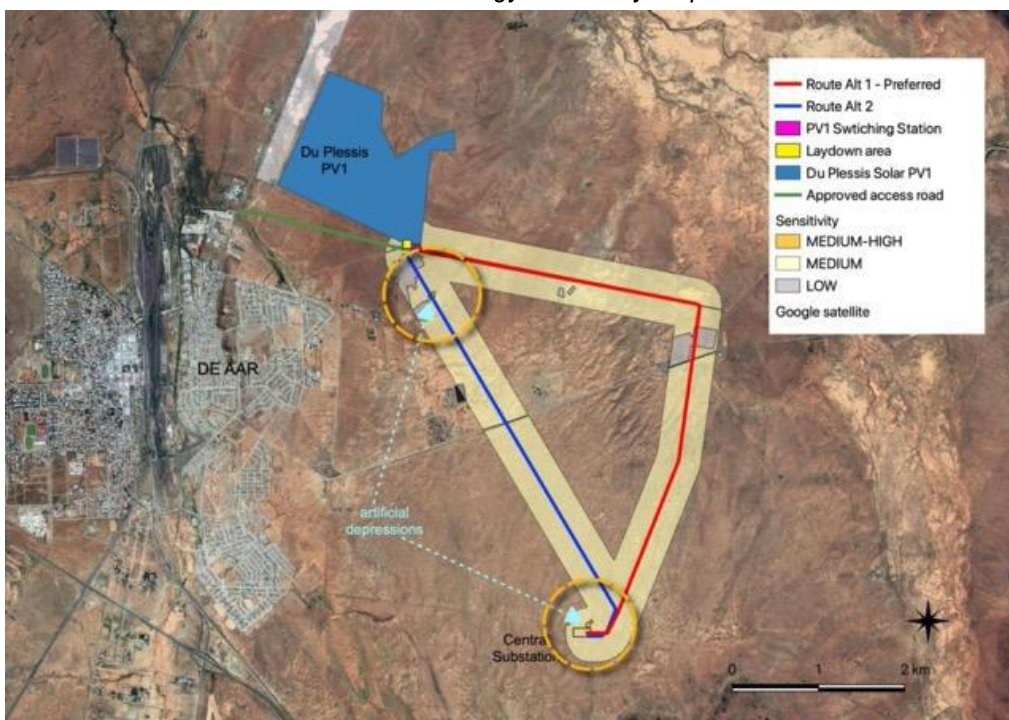 Du Plessis
PV1
DE AAR
artificial
depressions
Central
Substation
Route Alt 1 - Preferred
Route Alt 2
PV1 Swtiching Station
Laydown area
Du Plessis Solar PV1
Approved access road
Sensitivity
MEDIUM-HIGH
MEDIUM
LOW
Google satellite
0 1 2 km